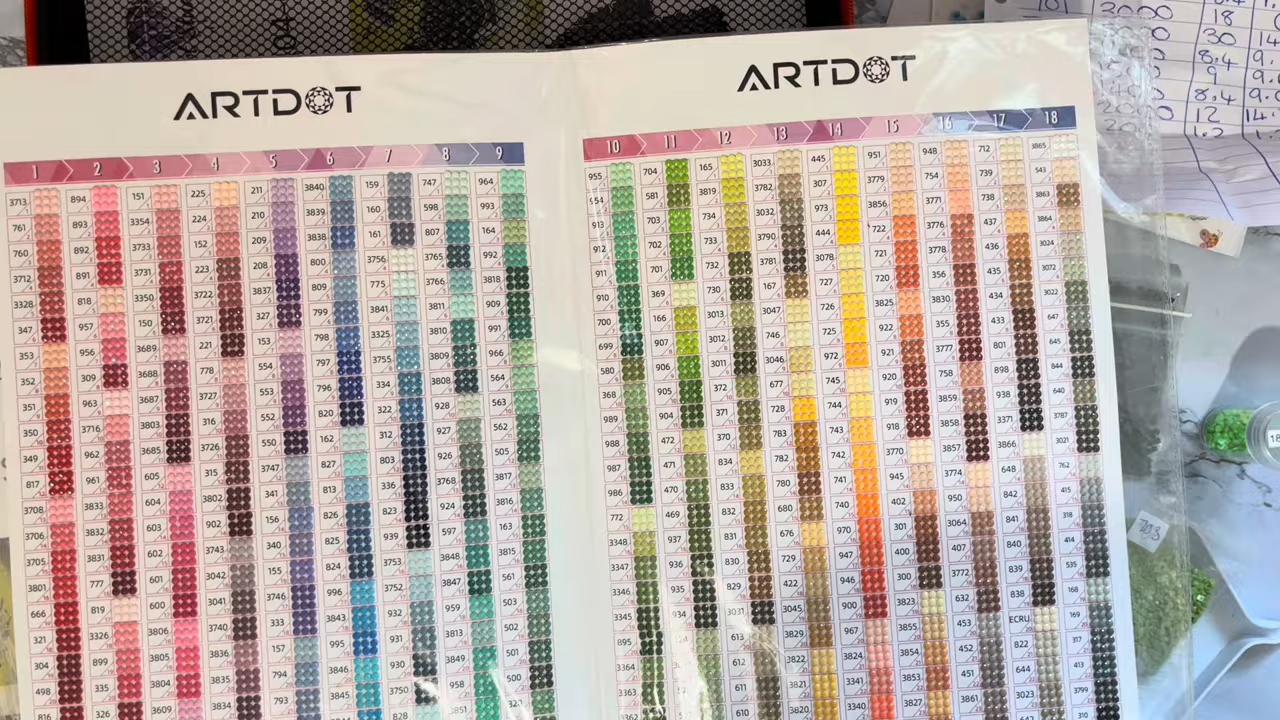 ARTDOT
1 2 3 4 5 6 7 8 9
3713 894 151 225 211 3840 159 747 964
761 893 3354 224 210 3839 160 598 993
760 892 3733 152 209 3838 161 807 164
3712 891 3731 223 208 800 3756 3765 992
3328 818 3350 3722 3837 809 775 3766 3818
347 957 150 3721 327 799 3841 3811 909
353 956 3689 221 153 798 3325 3810 991
352 309 3688 778 554 797 3755 3809 966
351 963 3687 3727 553 796 334 3808 564
350 3716 3803 316 552 820 322 928 563
349 962 3685 3726 550 162 312 927 562
817 961 605 315 3747 827 803 926 505
3708 3833 604 3802 341 813 336 3768 3817
3706 3832 603 902 156 826 823 924 3816
3705 3831 602 3743 340 825 939 597 163
3801 777 601 3042 155 824 3753 3848 561
666 819 600 3041 3746 996 932 3847 503
321 3326 3806 3740 333 3843 931 959 502
304 899 3805 3836 157 995 930 3813 501
498 335 3804 3835 794 3846 3750 3849 500
816 326 3609 3834 793 3845 828 958 320
ARTDOT
10 11 12 13 14 15 16 17 18
955 704 165 3033 445 951 948 712 3865
954 581 3819 3782 307 3779 754 739 543
913 703 734 3032 973 3856 3771 738 3863
912 702 733 3790 444 722 3778 437 3864
911 701 732 3781 3078 721 356 436 3024
910 369 730 167 727 720 3830 435 3072
700 166 3013 3047 726 3825 355 434 3022
699 907 3012 3046 725 922 3777 433 647
580 906 3011 677 972 921 758 801 645
368 905 372 728 745 920 3859 898 844
989 904 371 783 744 919 3858 938 640
988 472 370 782 743 918 3857 3371 3787
987 471 834 780 742 3770 3774 3866 3021
986 470 833 676 741 945 950 648 762
772 469 832 729 740 402 3064 842 415
3348 937 831 422 970 301 407 841 318
3347 936 830 3045 947 400 3772 840 414
3346 935 829 3829 946 300 632 839 535
3345 934 3031 3822 900 3823 453 838 168
895 613 3821 967 3855 452 ECRU 169
3364 612 3824 3854 451 822 317
3363 611 3341 3853 3861 644 413
3362 610 3340 3023 3799